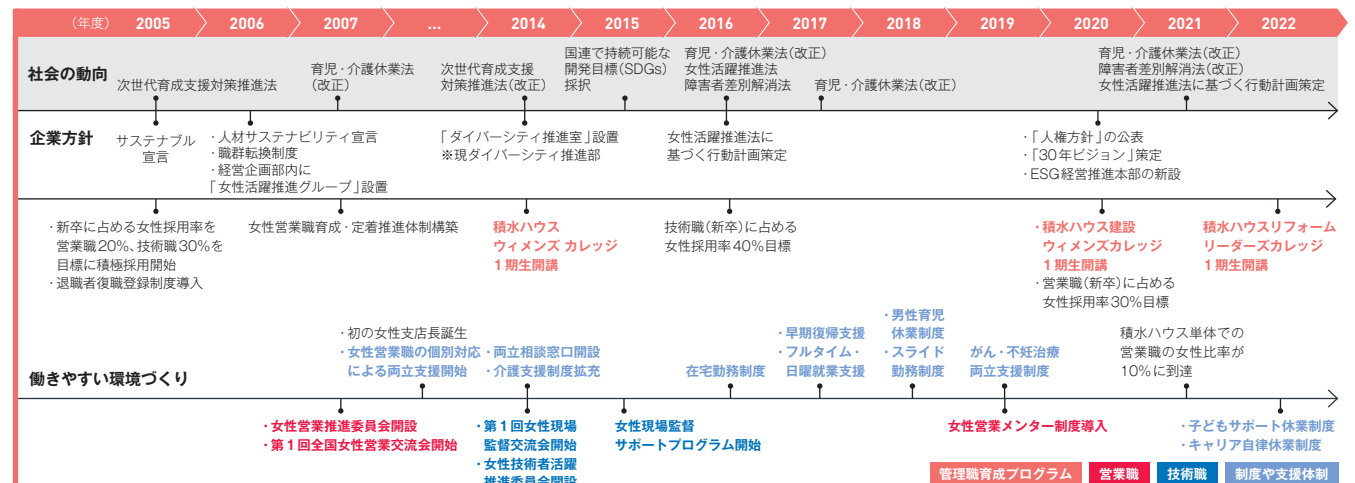 (年度) 2005 2006 2007 ... 2014 2015 2016 2017 2018 2019 2020 2021 2022
社会の動向
次世代育成支援対策推進法
育児・介護休業法
(改正)
次世代育成支援
対策推進法(改正)
国連で持続可能な
開発目標(SDGs)
採択
育児・介護休業法(改正)
女性活躍推進法
障害者差別解消法
育児・介護休業法(改正)
育児・介護休業法(改正)
障害者差別解消法(改正)
女性活躍推進法に基づく行動計画策定
企業方針
サステナブル
宣言
・人材サステナビリティ宣言
・職群転換制度
・経営企画部内に
「女性活躍推進グループ」設置
「ダイバーシティ推進室」設置
※現ダイバーシティ推進部
女性活躍推進法に
基づく行動計画策定
・「人権方針」の公表
・「30年ビジョン」策定
・ESG経営推進本部の新設
・新卒に占める女性採用率を
営業職20%、技術職30%を
目標に積極採用開始
・退職者復職登録制度導入
女性営業職育成・定着推進体制構築
積水ハウス
ウィメンズ カレッジ
1期生開講
技術職(新卒)に占める
女性採用率40%目標
・積水ハウス建設
ウィメンズカレッジ
1期生開講
・営業職(新卒)に占める
女性採用率30%目標
積水ハウスリフォーム
リーダーズカレッジ
1期生開講
働きやすい環境づくり
・初の女性支店長誕生
・女性営業職の個別対応
による両立支援開始
・両立相談窓口開設
・介護支援制度拡充
在宅勤務制度
・早期復帰支援
・フルタイム・
日曜就業支援
・男性育児
休業制度
・スライド
勤務制度
がん・不妊治療
両立支援制度
積水ハウス単体での
営業職の女性比率が
10%に到達
・女性営業推進委員会開設
・第1回全国女性営業交流会開始
・第1回女性現場
監督交流会開始
・女性技術者活躍
推進委員会開設
女性現場監督
サポートプログラム開始
女性営業メンター制度導入
・子どもサポート休業制度
・キャリア自律休業制度
管理職育成プログラム 営業職 技術職 制度や支援体制